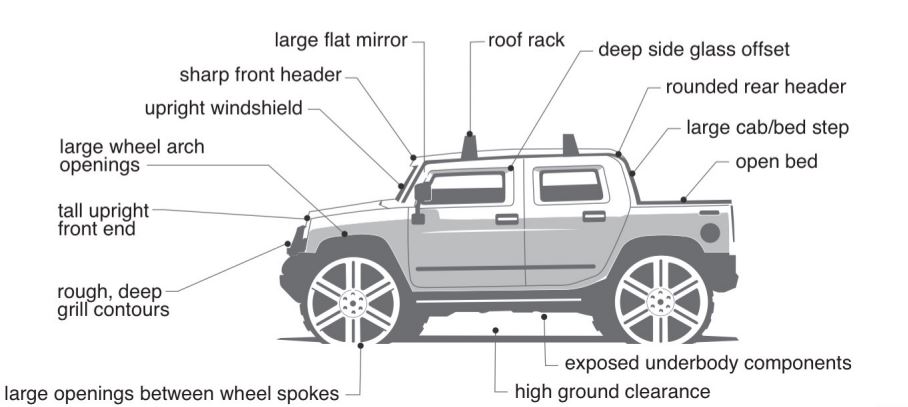 large flat mirror
roof rack
deep side glass offset
sharp front header
rounded rear header
upright windshield
large cab/bed step
large wheel arch
openings
open bed
tall upright
front end
rough, deep
grill contours
exposed underbody components
large openings between wheel spokes
high ground clearance